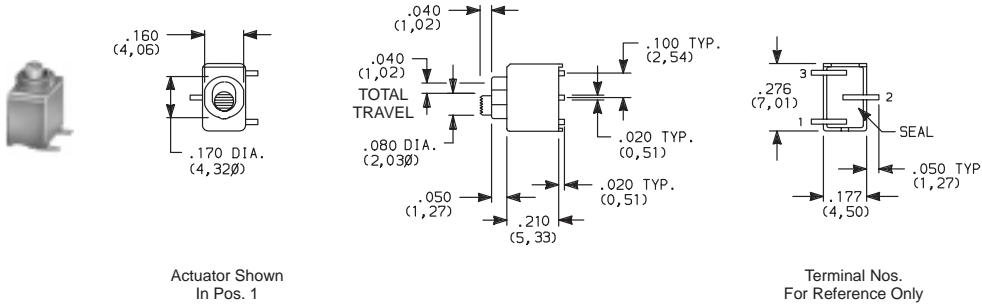 .160
(4,06)
.170 DIA.
(4,32Ø)
Actuator Shown
In Pos. 1
.040
(1,02)
.040
(1,02)
TOTAL
TRAVEL
.080 DIA.
(2,03Ø)
.050
(1,27)
.210
(5,33)
.100 TYP.
(2,54)
.020 TYP.
(0,51)
.020 TYP.
(0,51)
.276
(7,01)
3
2
1
SEAL
.050 TYP
(1,27)
.177
(4,50)
Terminal Nos.
For Reference Only